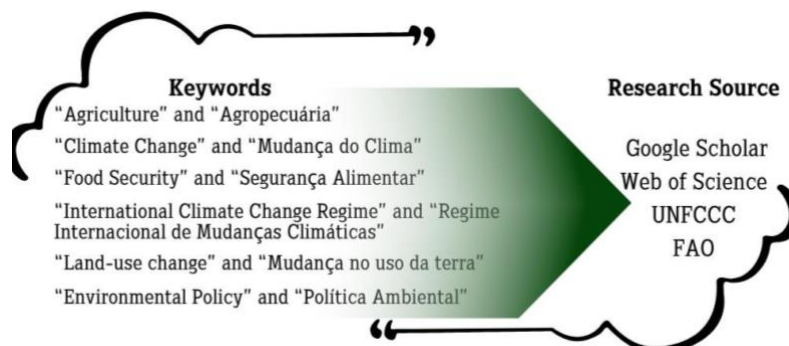 Keywords
“Agriculture” and “Agropecuária”
“Climate Change” and “Mudança do Clima”
“Food Security” and “Segurança Alimentar”
“International Climate Change Regime” and “Regime
Internacional de Mudanças Climáticas”
“Land-use change” and “Mudança no uso da terra”
“Environmental Policy” and “Política Ambiental”
Research Source
Google Scholar
Web of Science
UNFCCC
FAO